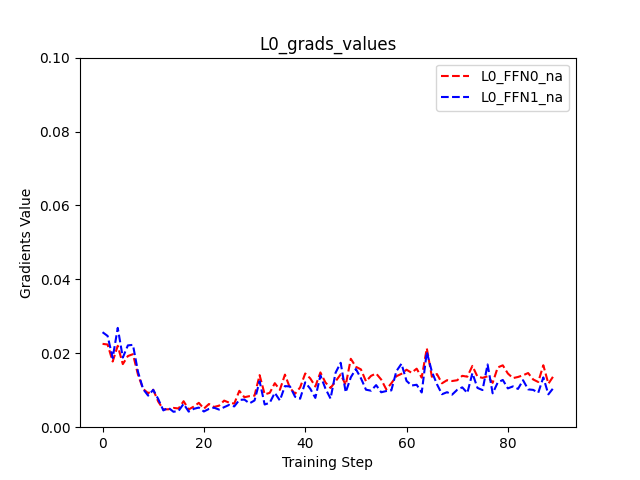 L0_grads_values
0.10
0.08
0.06
0.04
0.02
0.00
Gradients Value
L0_FFN0_na
L0_FFN1_na
0 20 40 60 80
Training Step